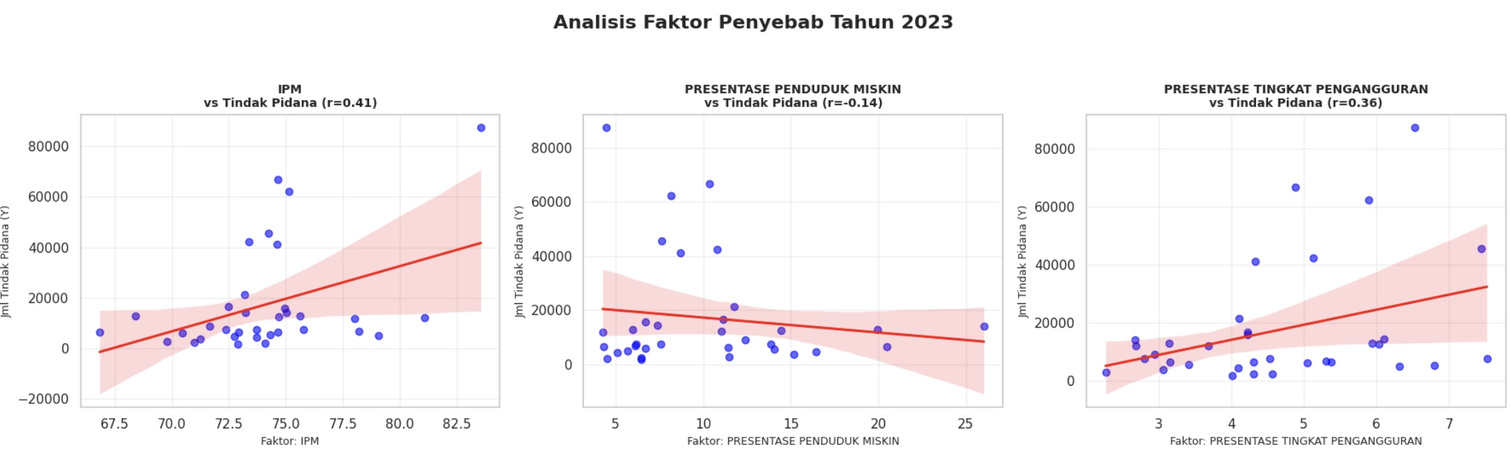 Analisis Faktor Penyebab Tahun 2023
IPM
vs Tindak Pidana (r=0.41)
Jml Tindak Pidana (Y)
80000
60000
40000
20000
0
−20000
67.5 70.0 72.5 75.0 77.5 80.0 82.5
Faktor: IPM
PRESENTASE PENDUDUK MISKIN
vs Tindak Pidana (r=-0.14)
Jml Tindak Pidana (Y)
80000
60000
40000
20000
0
5 10 15 20 25
Faktor: PRESENTASE PENDUDUK MISKIN
PRESENTASE TINGKAT PENGANGGURAN
vs Tindak Pidana (r=0.36)
Jml Tindak Pidana (Y)
80000
60000
40000
20000
0
3 4 5 6 7
Faktor: PRESENTASE TINGKAT PENGANGGURAN